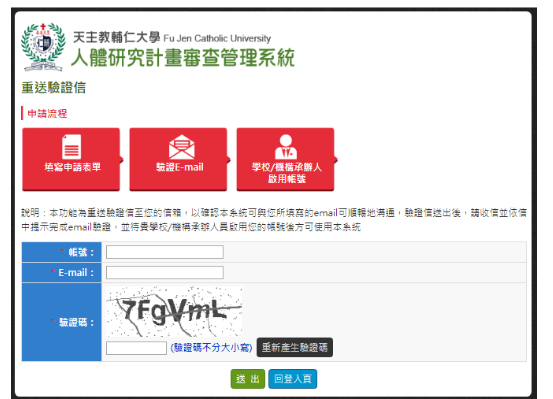 天主教輔仁大學 Fu Jen Catholic University
人體研究計畫審查管理系統
重送驗證信
申請流程
填寫申請表單
驗證E-mail
學校/機構承辦人
啟用帳號
說明：本功能為重送驗證信至您的信箱，以確認本系統可與您所填寫的email可順暢地溝通，驗證信送出後，請收信並依信
中提示完成email驗證，並待貴學校/機構承辦人員啟用您的帳號後方可使用本系統
* 帳號：
* E-mail：
7FgVmL
* 驗證碼：
(驗證碼不分大小寫) 重新產生驗證碼
送 出 回登入頁